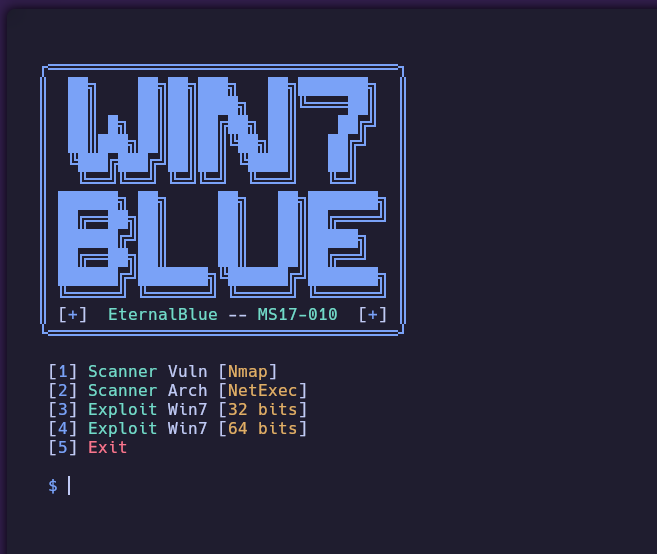 WIN7
BLUE
[+] EternalBlue -- MS17-010 [+]
[1] Scanner Vuln [Nmap]
[2] Scanner Arch [NetExec]
[3] Exploit Win7 [32 bits]
[4] Exploit Win7 [64 bits]
[5] Exit
$